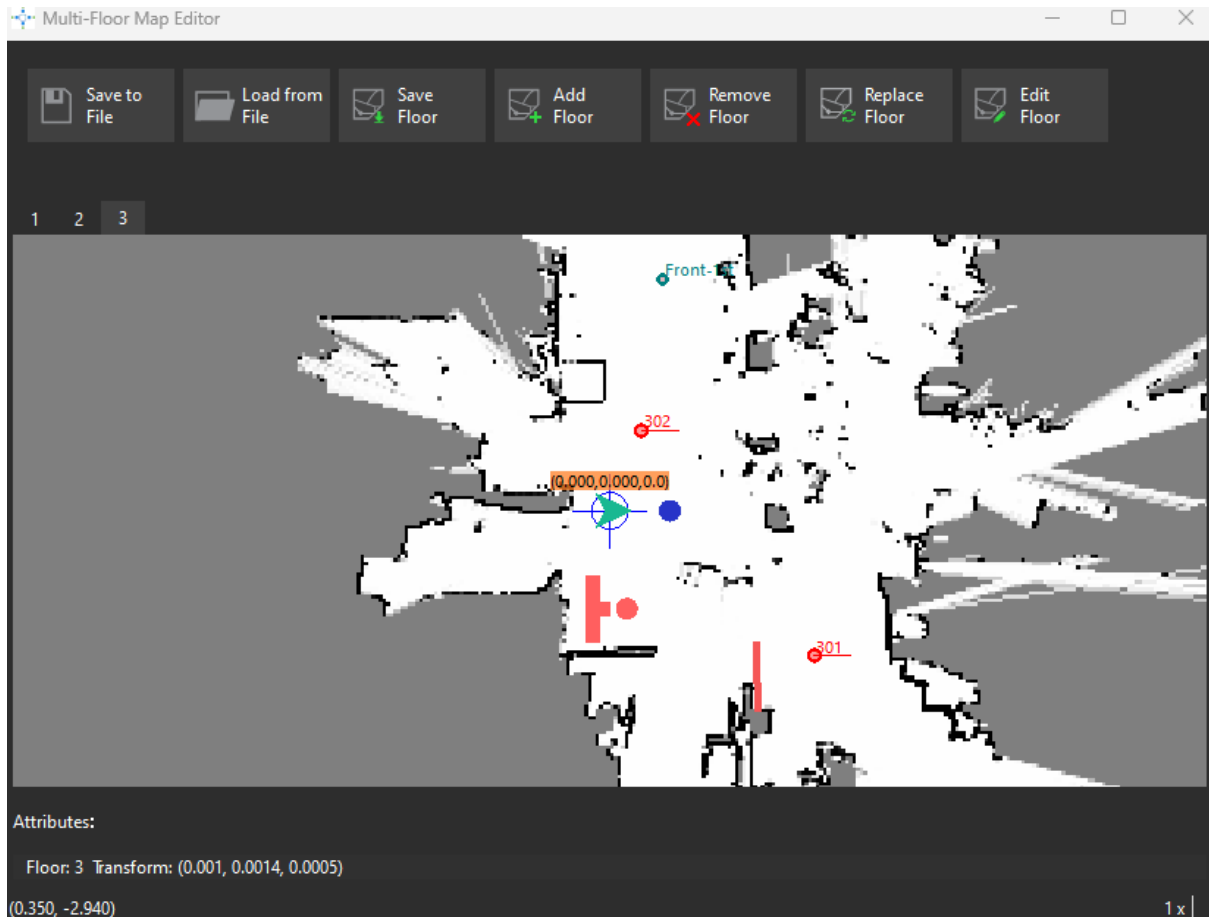 Multi-Floor Map Editor
Save to
File
Load from
File
Save
Floor
Add
Floor
Remove
Floor
Replace
Floor
Edit
Floor
1 2 3
Front-1st
302
(0.000,0.000,0.0)
301
Attributes:
Floor: 3 Transform: (0.001, 0.0014, 0.0005)
(0.350, -2.940)
1 x